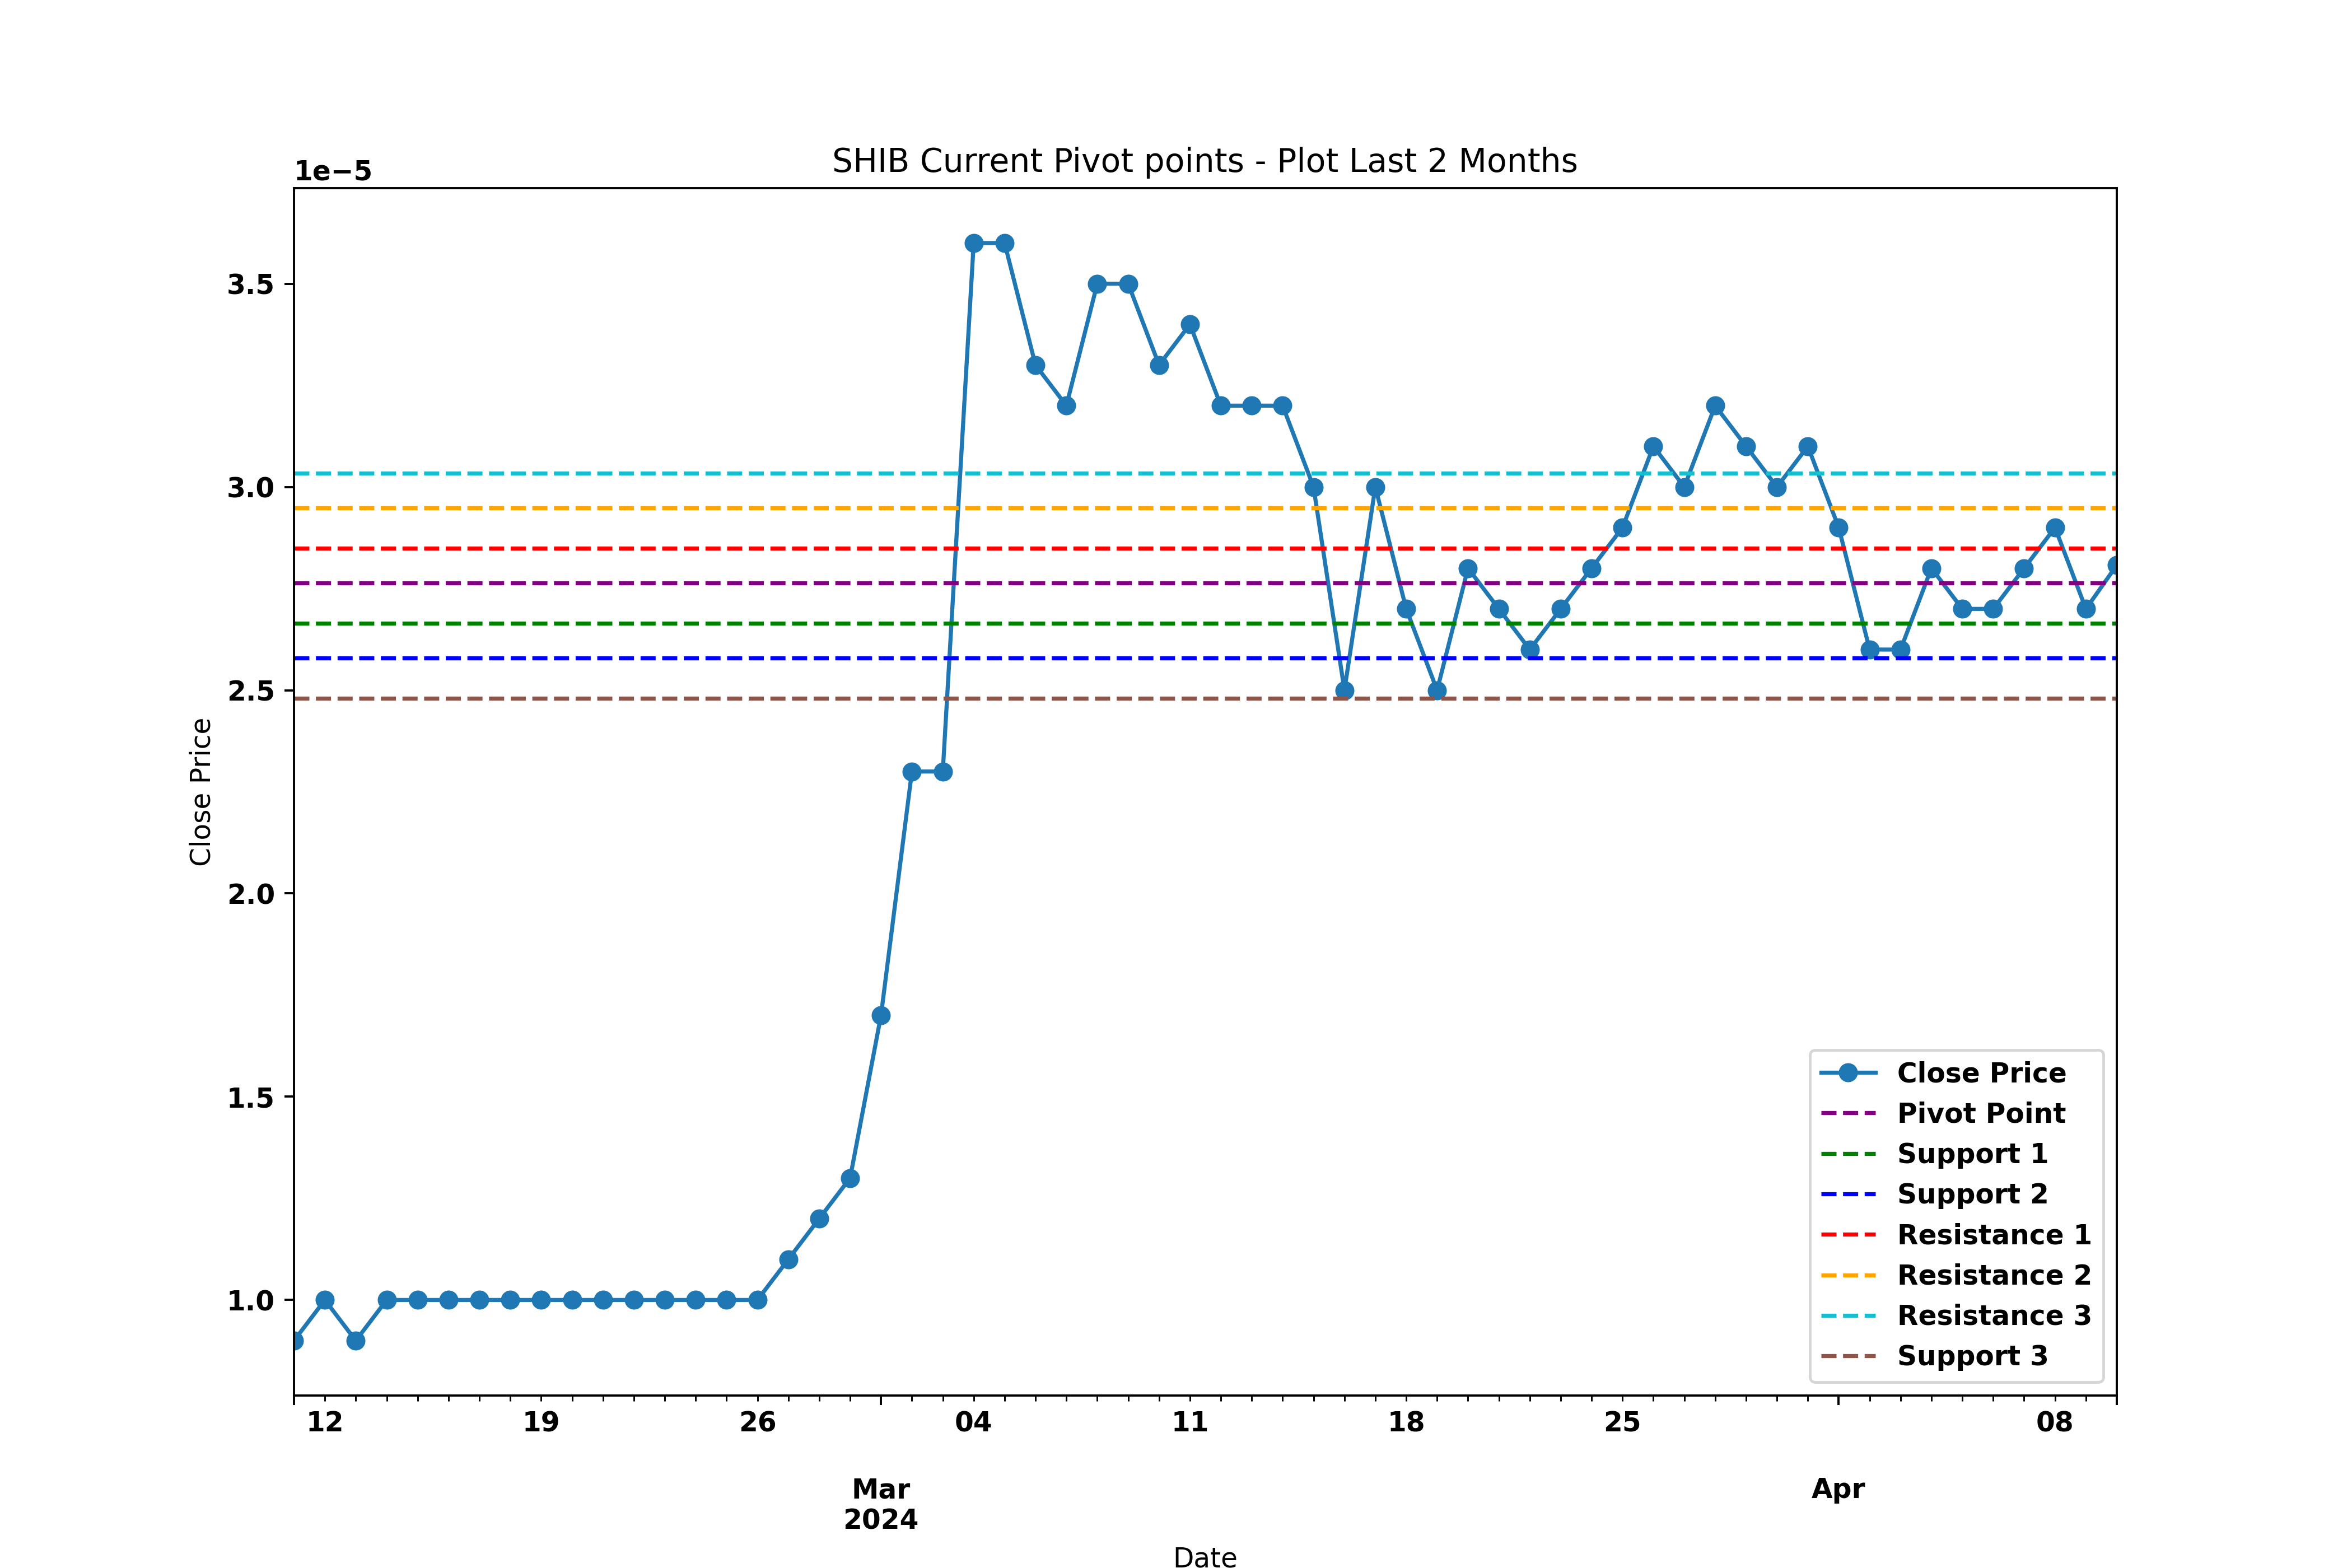 SHIB Current Pivot points - Plot Last 2 Months
1e−5
3.5
3.0
2.5
2.0
1.5
1.0
Close Price
Close Price
Pivot Point
Support 1
Support 2
Resistance 1
Resistance 2
Resistance 3
Support 3
12 19 26 04 11 18 25 08
Mar Apr
2024
Date